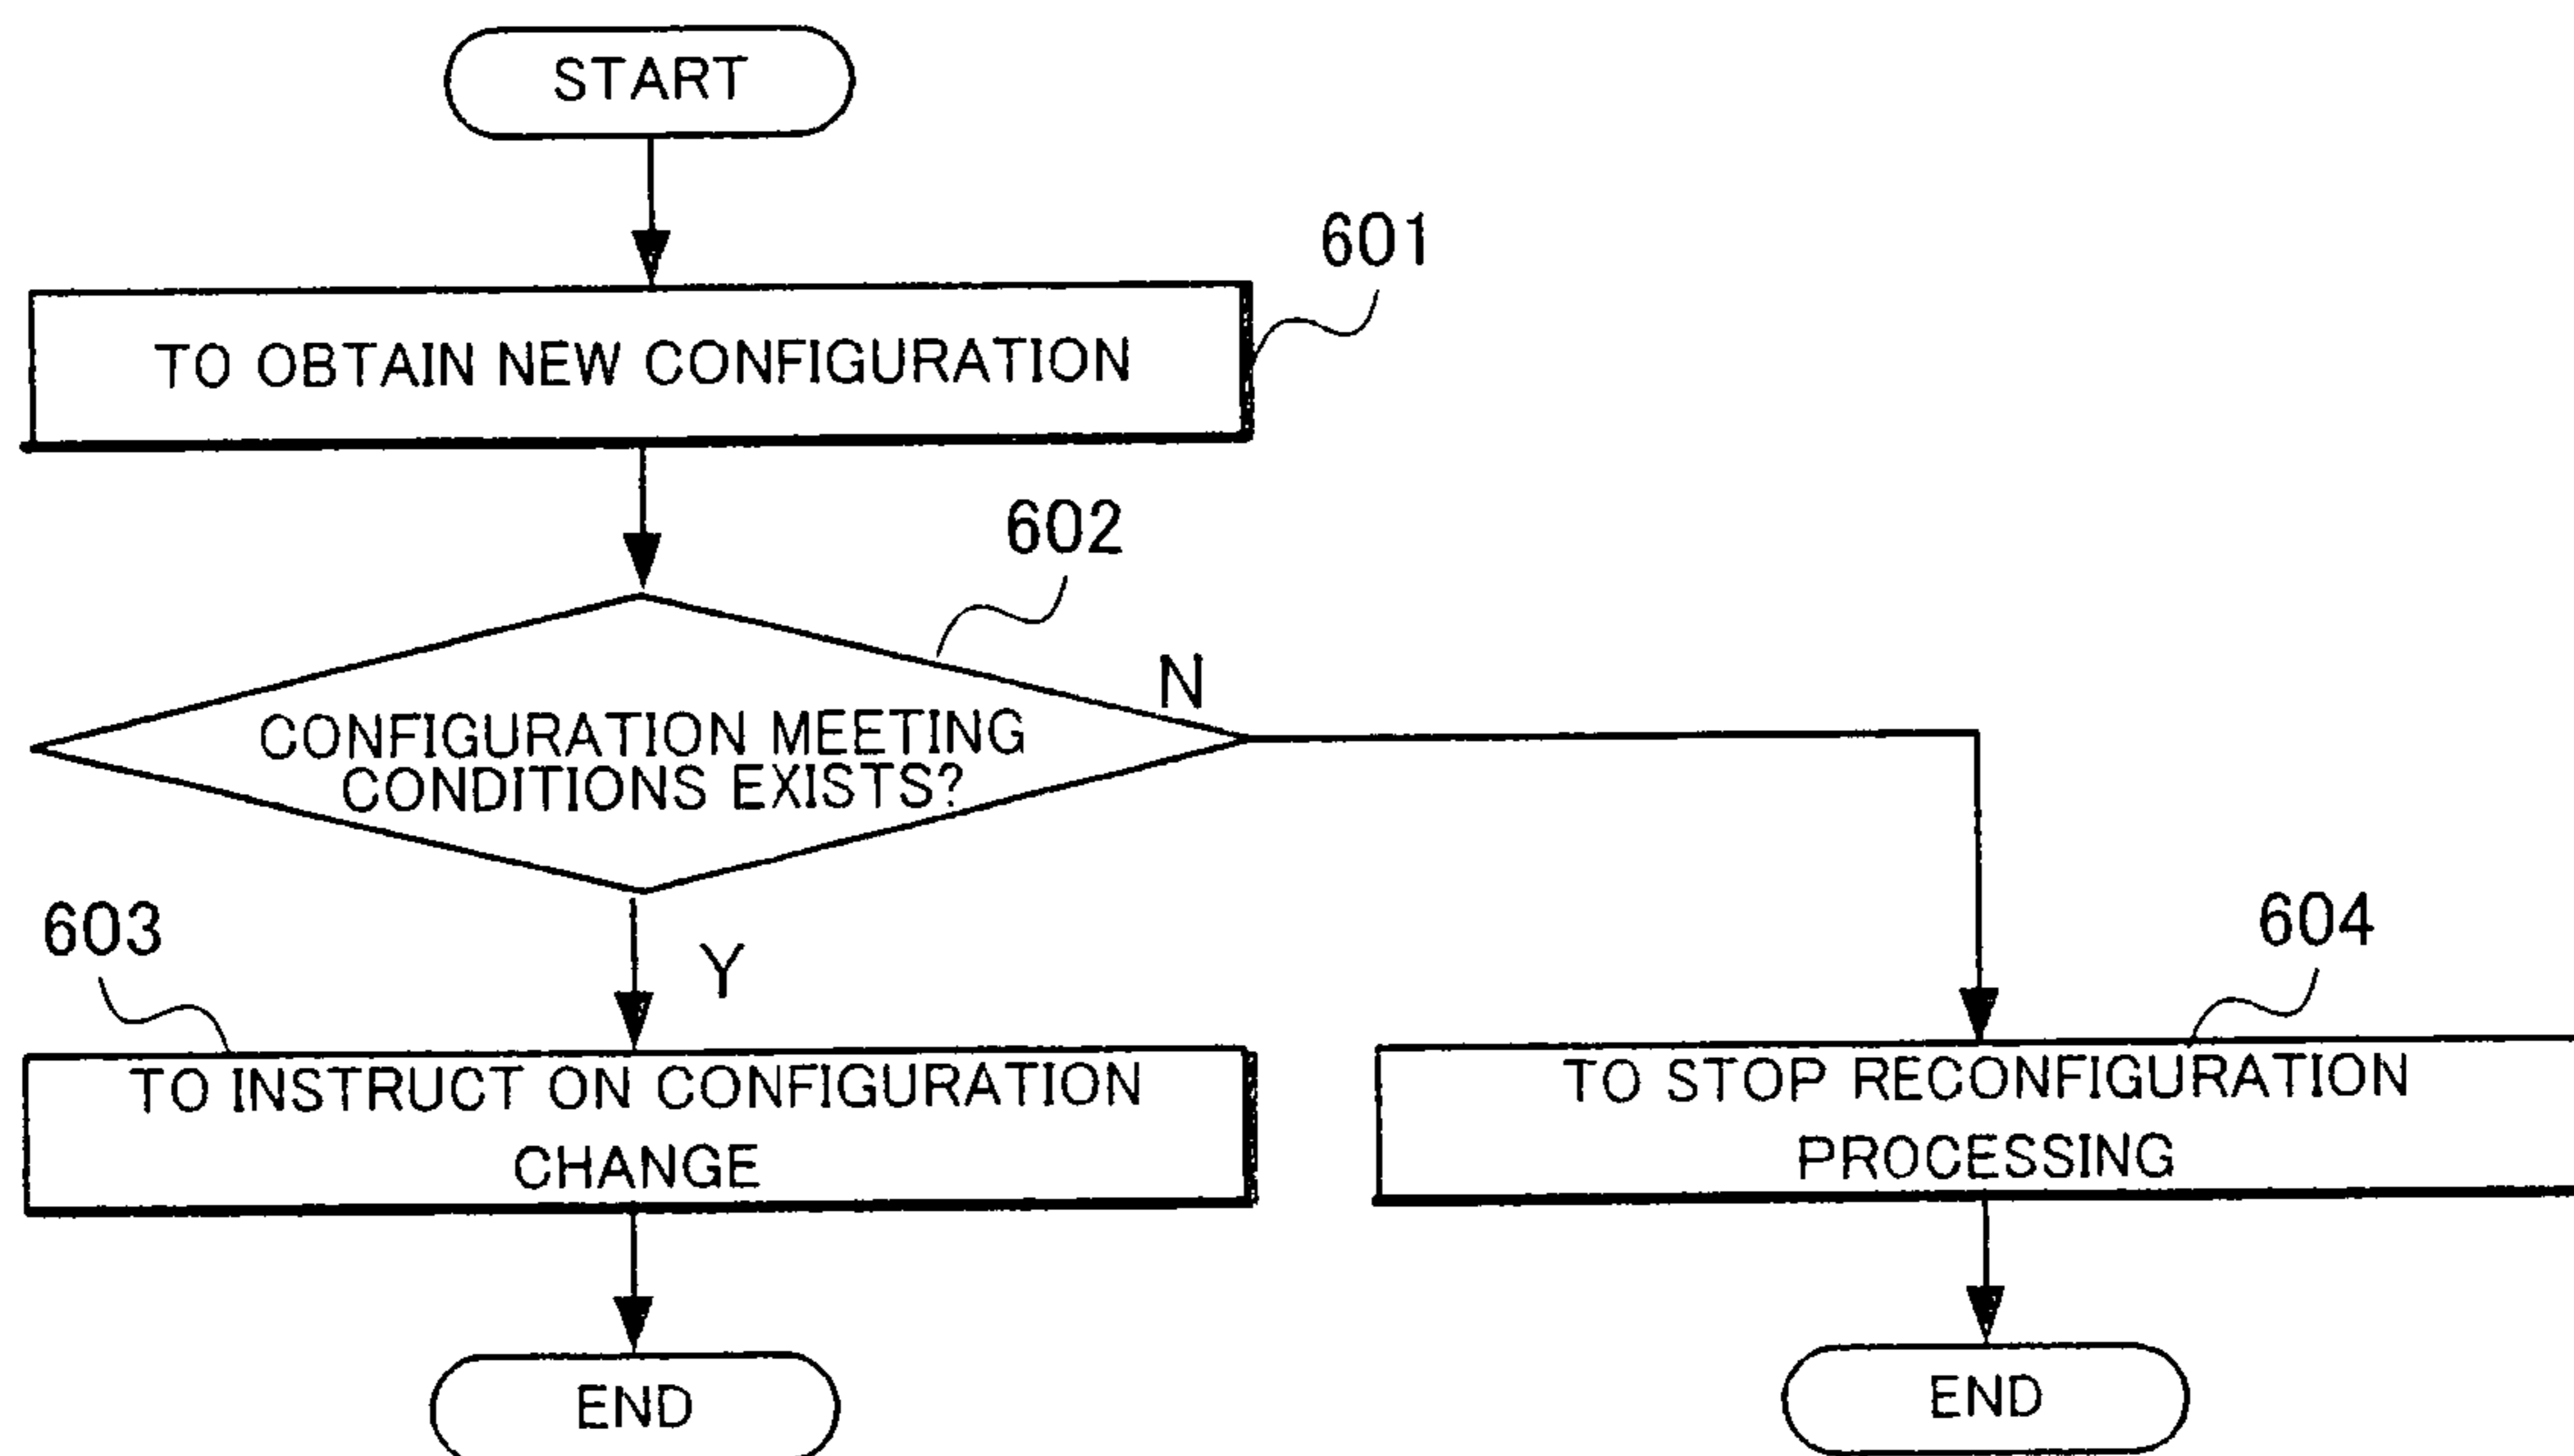 START
601
TO OBTAIN NEW CONFIGURATION
602
N
CONFIGURATION MEETING
CONDITIONS EXISTS?
603
Y
604
TO INSTRUCT ON CONFIGURATION
CHANGE
TO STOP RECONFIGURATION
PROCESSING
END
END